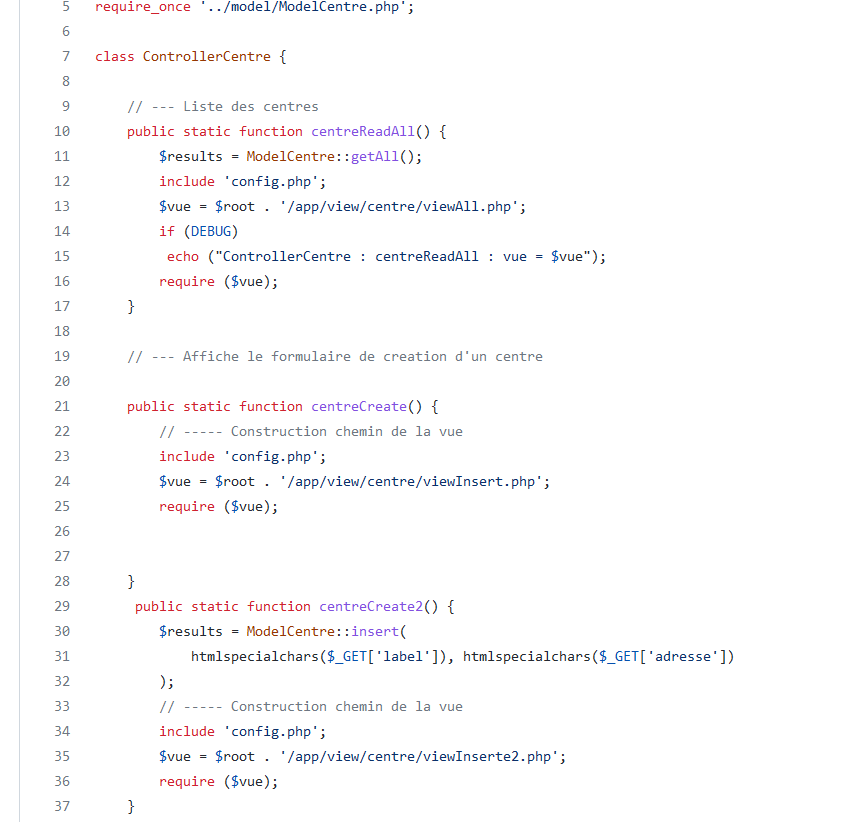 5 require_once '../model/ModelCentre.php';
6
7 class ControllerCentre {
8
9     // --- Liste des centres
10     public static function centreReadAll() {
11         $results = ModelCentre::getAll();
12         include 'config.php';
13         $vue = $root . '/app/view/centre/viewAll.php';
14         if (DEBUG)
15          echo ("ControllerCentre : centreReadAll : vue = $vue");
16         require ($vue);
17     }
18
19     // --- Affiche le formulaire de creation d'un centre
20
21     public static function centreCreate() {
22         // ----- Construction chemin de la vue
23         include 'config.php';
24         $vue = $root . '/app/view/centre/viewInsert.php';
25         require ($vue);
26
27
28     }
29      public static function centreCreate2() {
30         $results = ModelCentre::insert(
31             htmlspecialchars($_GET['label']), htmlspecialchars($_GET['adresse'])
32         );
33         // ----- Construction chemin de la vue
34         include 'config.php';
35         $vue = $root . '/app/view/centre/viewInserte2.php';
36         require ($vue);
37     }